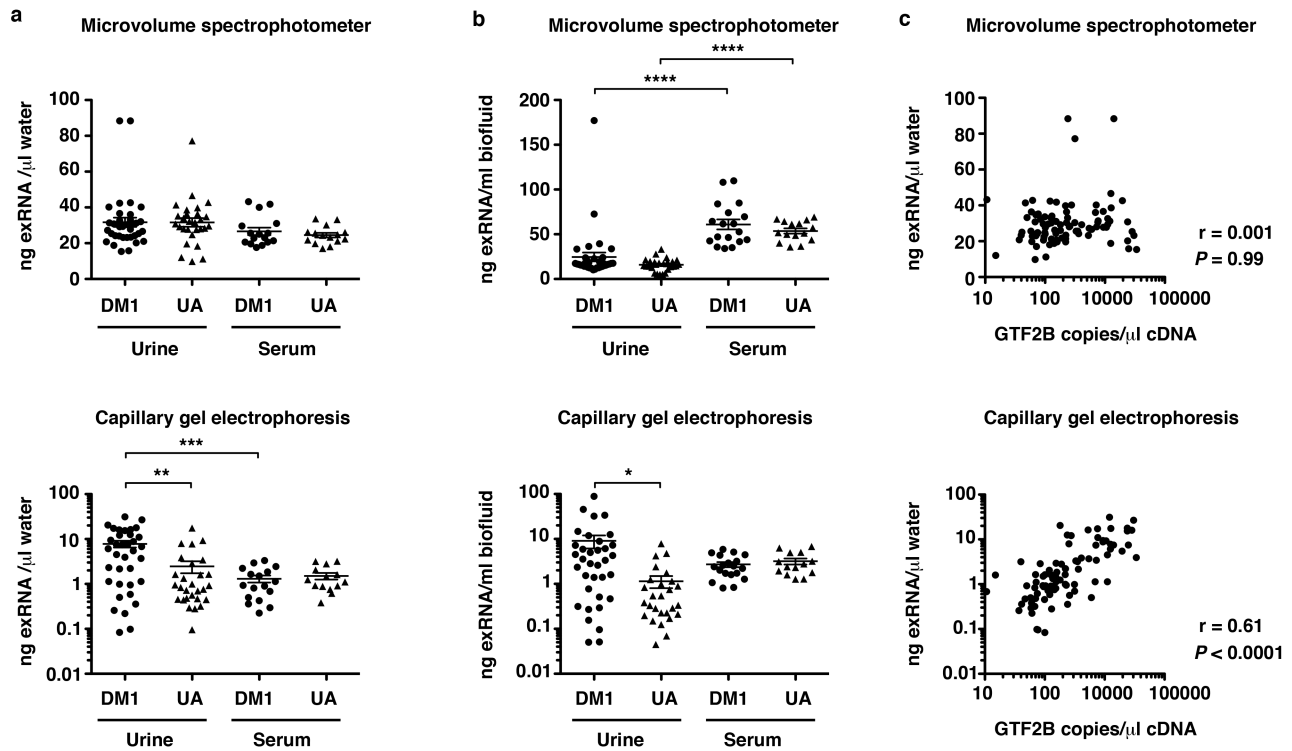 a
Microvolume spectrophotometer
ng exRNA /µl water
100
80
60
40
20
0
DM1 UA DM1 UA
Urine Serum
b
Microvolume spectrophotometer
****
****
ng exRNA/ml biofluid
200
150
100
50
0
DM1 UA DM1 UA
Urine Serum
c
Microvolume spectrophotometer
ng exRNA/µl water
100
80
60
40
20
0
r = 0.001
P = 0.99
10 100 10000 100000
GTF2B copies/µl cDNA
Capillary gel electrophoresis
***
**
ng exRNA /µl water
100
10
1
0.1
0.01
DM1 UA DM1 UA
Urine Serum
Capillary gel electrophoresis
*
ng exRNA/ml biofluid
100
10
1
0.1
0.01
DM1 UA DM1 UA
Urine Serum
Capillary gel electrophoresis
ng exRNA/µl water
100
10
1
0.1
0.01
r = 0.61
P < 0.0001
10 100 10000 100000
GTF2B copies/µl cDNA